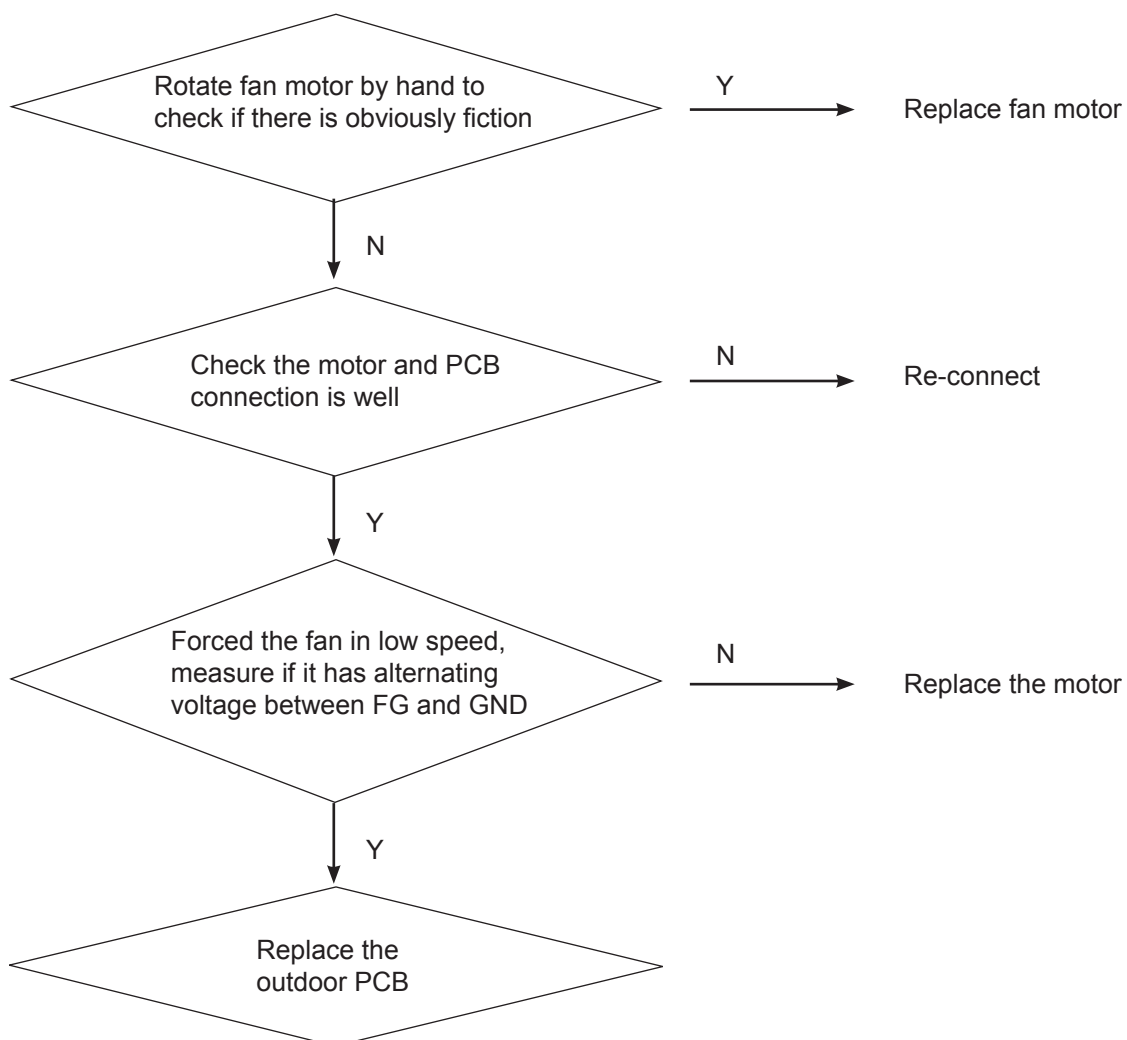 Rotate fan motor by hand to
check if there is obviously fiction
Y
Replace fan motor
N
Check the motor and PCB
connection is well
N
Re-connect
Y
Forced the fan in low speed,
measure if it has alternating
voltage between FG and GND
N
Replace the motor
Y
Replace the
outdoor PCB